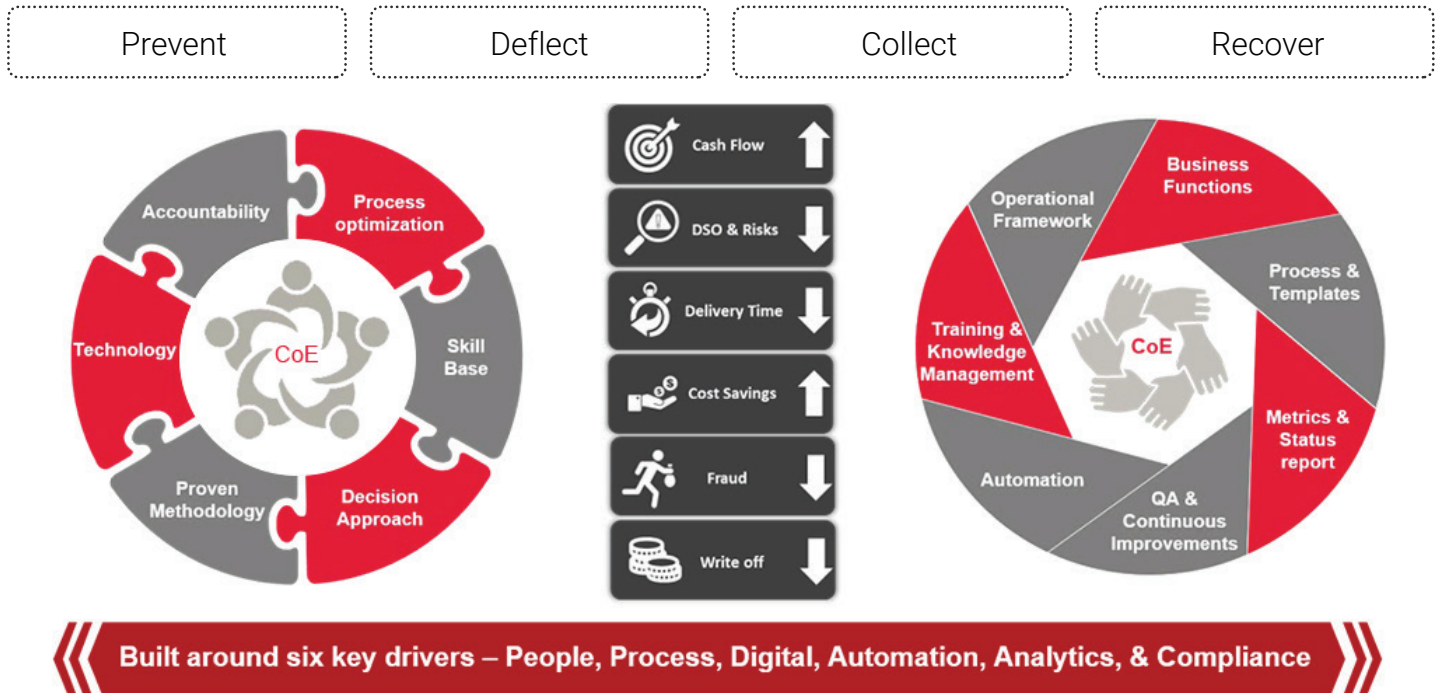 Prevent
Deflect
Collect
Recover
Accountability
Process
optimization
Skill
Base
Decision
Approach
Proven
Methodology
Technology
CoE
Cash Flow
DSO & Risks
Delivery Time
Cost Savings
Fraud
Write off
Operational
Framework
Business
Functions
Process &
Templates
Metrics &
Status
report
QA &
Continuous
Improvements
Automation
Training &
Knowledge
Management
CoE
Built around six key drivers – People, Process, Digital, Automation, Analytics, & Compliance